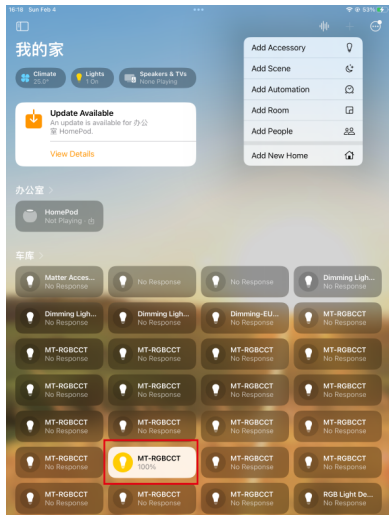 16:18 Sun Feb 4
53%
我的家
Add Accessory
Add Scene
Add Automation
Add Room
Add People
Add New Home
Climate
25.0°
Lights
1 On
Speakers & TVs
None Playing
Update Available
An update is available for 办公
室 HomePod.
View Details
办公室
HomePod
Not Playing
车库
Matter Acces...
No Response
No Response
No Response
Dimming Ligh...
No Response
Dimming Ligh...
No Response
Dimming Ligh...
No Response
Dimming-EU...
No Response
MT-RGBCCT
No Response
MT-RGBCCT
No Response
MT-RGBCCT
No Response
MT-RGBCCT
No Response
MT-RGBCCT
No Response
MT-RGBCCT
No Response
MT-RGBCCT
No Response
MT-RGBCCT
No Response
MT-RGBCCT
No Response
MT-RGBCCT
No Response
MT-RGBCCT
100%
MT-RGBCCT
No Response
MT-RGBCCT
No Response
MT-RGBCCT
No Response
MT-RGBCCT
No Response
MT-RGBCCT
No Response
RGB Light De...
No Response